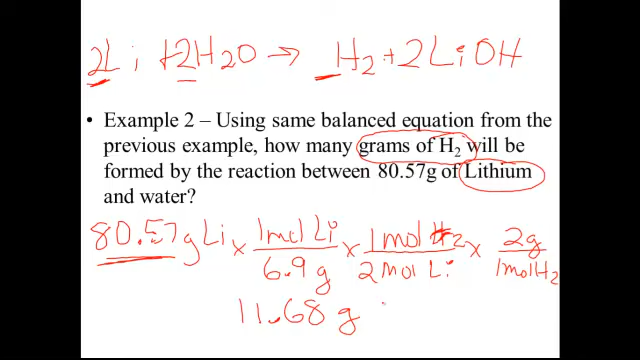 2Li + 2H2O → H2 + 2LiOH
• Example 2 – Using same balanced equation from the
previous example, how many grams of H2 will be
formed by the reaction between 80.57g of Lithium
and water?
80.57g Li × 1mol Li / 6.9 g × 1mol H2 / 2mol Li × 2g / 1mol H2
11.68 g